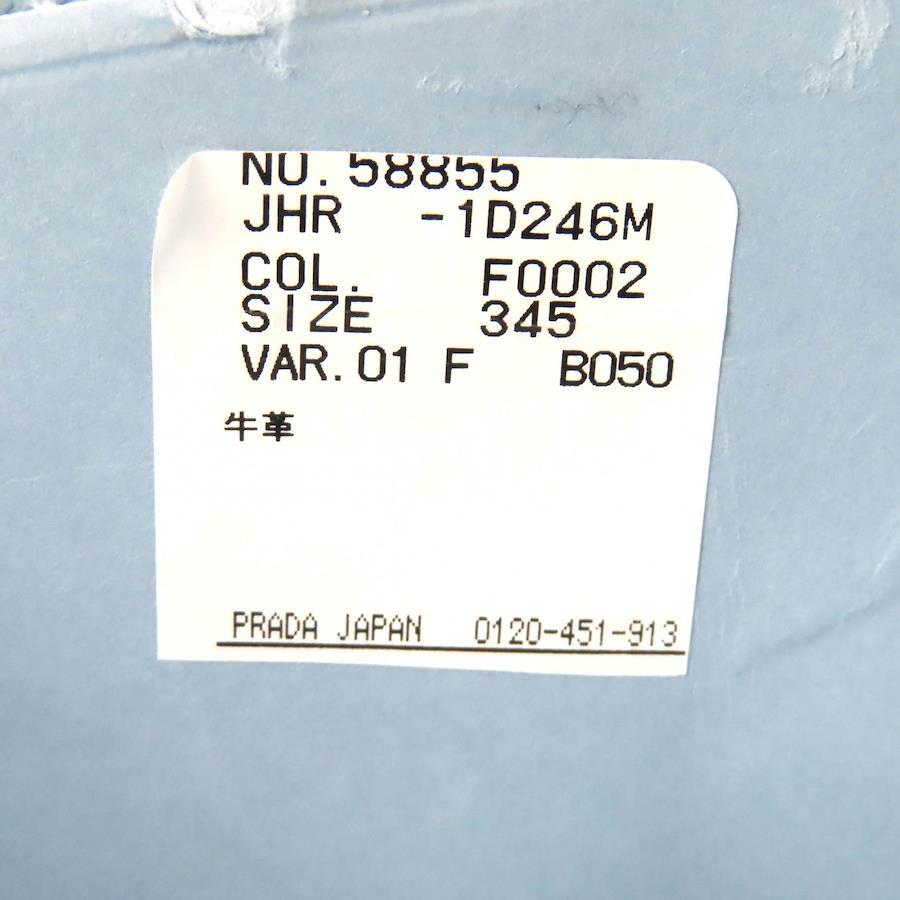 NO. 58855
JHR -1D246M
COL. F0002
SIZE 345
VAR. 01 F B050
牛革
PRADA JAPAN 0120-451-913